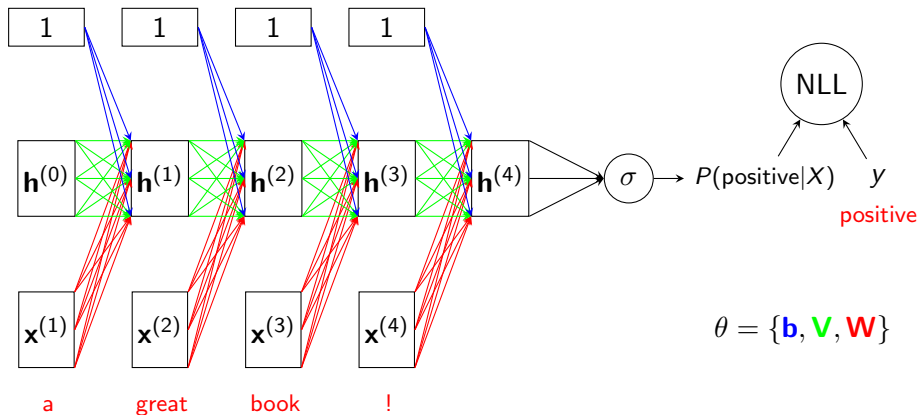 1 1 1 1
NLL
h^(0) h^(1) h^(2) h^(3) h^(4) σ P(positive|X) y
positive
x^(1) x^(2) x^(3) x^(4) θ = {b, V, W}
a great book !